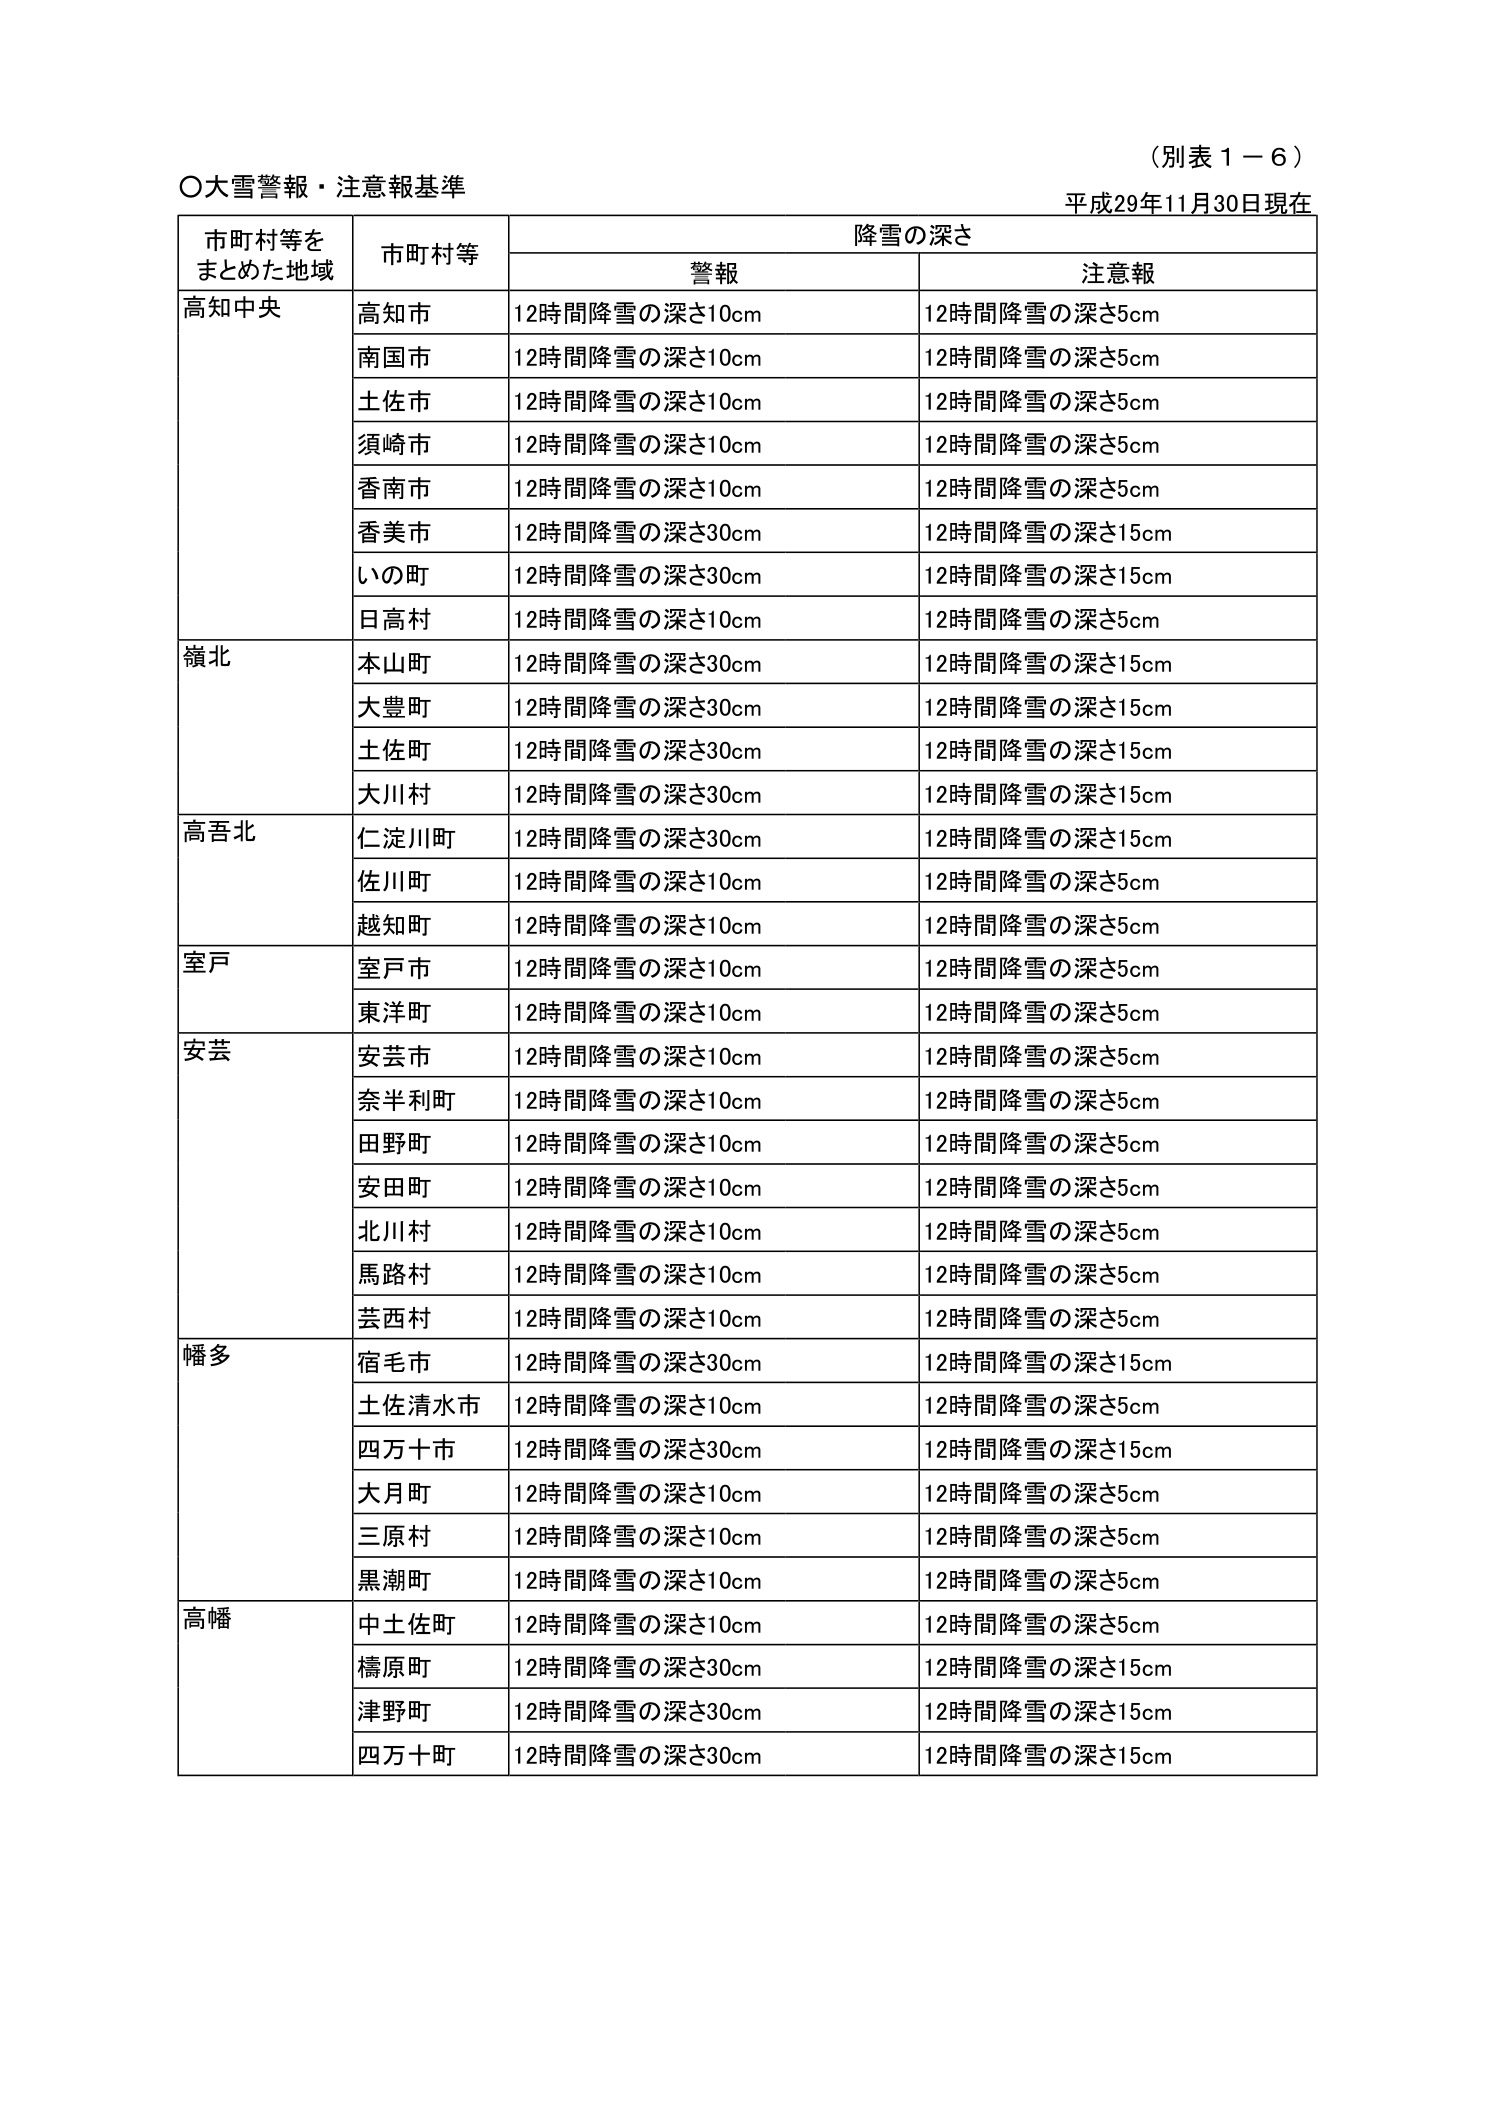 （別表１－６）
〇大雪警報・注意報基準
平成29年11月30日現在
市町村等をまとめた地域 市町村等 降雪の深さ
警報 注意報
高知中央 高知市 12時間降雪の深さ10cm 12時間降雪の深さ5cm
南国市 12時間降雪の深さ10cm 12時間降雪の深さ5cm
土佐市 12時間降雪の深さ10cm 12時間降雪の深さ5cm
須崎市 12時間降雪の深さ10cm 12時間降雪の深さ5cm
香南市 12時間降雪の深さ10cm 12時間降雪の深さ5cm
香美市 12時間降雪の深さ30cm 12時間降雪の深さ15cm
いの町 12時間降雪の深さ30cm 12時間降雪の深さ15cm
日高村 12時間降雪の深さ10cm 12時間降雪の深さ5cm
嶺北 本山町 12時間降雪の深さ30cm 12時間降雪の深さ15cm
大豊町 12時間降雪の深さ30cm 12時間降雪の深さ15cm
土佐町 12時間降雪の深さ30cm 12時間降雪の深さ15cm
大川村 12時間降雪の深さ30cm 12時間降雪の深さ15cm
高吾北 仁淀川町 12時間降雪の深さ30cm 12時間降雪の深さ15cm
佐川町 12時間降雪の深さ10cm 12時間降雪の深さ5cm
越知町 12時間降雪の深さ10cm 12時間降雪の深さ5cm
室戸 室戸市 12時間降雪の深さ10cm 12時間降雪の深さ5cm
東洋町 12時間降雪の深さ10cm 12時間降雪の深さ5cm
安芸 安芸市 12時間降雪の深さ10cm 12時間降雪の深さ5cm
奈半利町 12時間降雪の深さ10cm 12時間降雪の深さ5cm
田野町 12時間降雪の深さ10cm 12時間降雪の深さ5cm
安田町 12時間降雪の深さ10cm 12時間降雪の深さ5cm
北川村 12時間降雪の深さ10cm 12時間降雪の深さ5cm
馬路村 12時間降雪の深さ10cm 12時間降雪の深さ5cm
芸西村 12時間降雪の深さ10cm 12時間降雪の深さ5cm
幡多 宿毛市 12時間降雪の深さ30cm 12時間降雪の深さ15cm
土佐清水市 12時間降雪の深さ10cm 12時間降雪の深さ5cm
四万十市 12時間降雪の深さ30cm 12時間降雪の深さ15cm
大月町 12時間降雪の深さ10cm 12時間降雪の深さ5cm
三原村 12時間降雪の深さ10cm 12時間降雪の深さ5cm
黒潮町 12時間降雪の深さ10cm 12時間降雪の深さ5cm
高幡 中土佐町 12時間降雪の深さ10cm 12時間降雪の深さ5cm
檮原町 12時間降雪の深さ30cm 12時間降雪の深さ15cm
津野町 12時間降雪の深さ30cm 12時間降雪の深さ15cm
四万十町 12時間降雪の深さ30cm 12時間降雪の深さ15cm